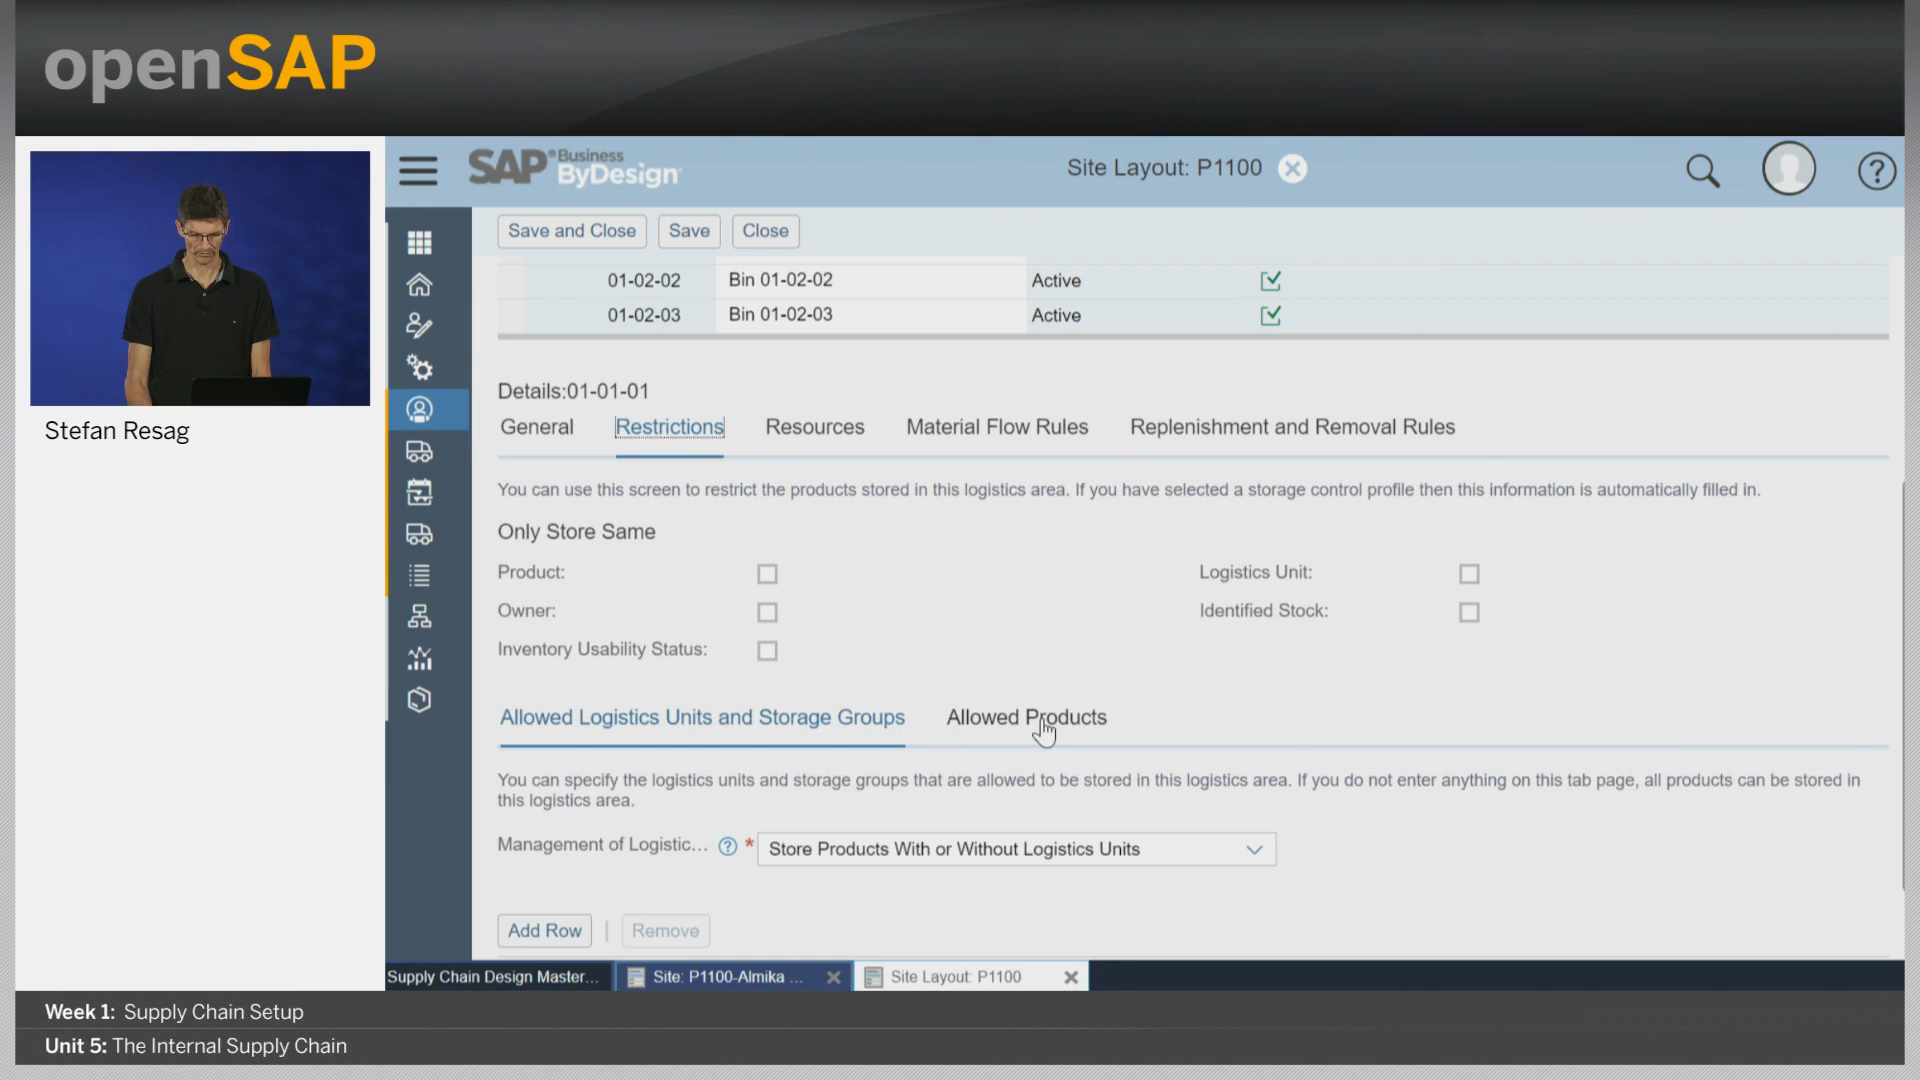 openSAP
SAP Business ByDesign
Site Layout: P1100
Save and Close Save Close
01-02-02 Bin 01-02-02 Active
01-02-03 Bin 01-02-03 Active
Details:01-01-01
General Restrictions Resources Material Flow Rules Replenishment and Removal Rules
You can use this screen to restrict the products stored in this logistics area. If you have selected a storage control profile then this information is automatically filled in.
Only Store Same
Product: Logistics Unit:
Owner: Identified Stock:
Inventory Usability Status:
Allowed Logistics Units and Storage Groups Allowed Products
You can specify the logistics units and storage groups that are allowed to be stored in this logistics area. If you do not enter anything on this tab page, all products can be stored in
this logistics area.
Management of Logistic... ? * Store Products With or Without Logistics Units
Add Row | Remove
Supply Chain Design Master... Site: P1100-Almika ... Site Layout: P1100
Stefan Resag
Week 1: Supply Chain Setup
Unit 5: The Internal Supply Chain